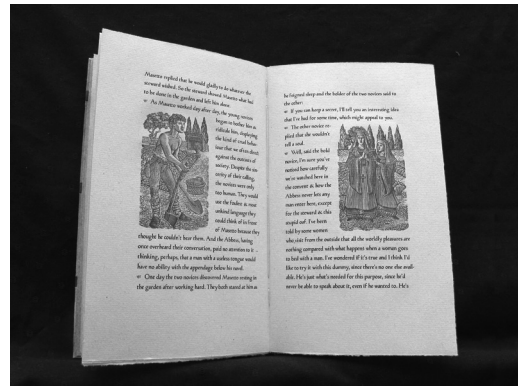 Masetto replied that he would gladly do whatever the
steward wished. So the steward showed Masetto what had
to be done in the garden and left him alone.
As Masetto worked day after day, the young novices
began to bother him and
ridicule him, displaying
the kind of cruel behav-
iour that we often direct
against the outcasts of
society. Despite the sin-
cerity of their calling,
the novices were only
too human. They would
use the foulest and most
unkind language they
could think of in front
of Masetto because they
thought he couldn't hear them. And the Abbess, having
once overheard their conversation, paid no attention to it –
thinking, perhaps, that a man with a useless tongue would
have no ability with the appendage below his navel.
One day the two novices discovered Masetto resting in
the garden after working hard. They both stared at him as
he feigned sleep and the bolder of the two novices said to
the other:
If you can keep a secret, I'll tell you an interesting idea
that I've had for some time, which might appeal to you.
The other novice re-
plied that she wouldn't
tell a soul.
Well, said the bold
novice, I'm sure you've
noticed how carefully
we're watched here in
the convent and how the
Abbess never lets any
man enter here, except
for the steward and this
stupid oaf. I've been
told by some women
who visit from the outside that all the worldly pleasures are
nothing compared with what happens when a woman goes
to bed with a man. I've wondered if it's true and I think I'd
like to try it with this dummy, since there's no one else avail-
able. He's just what's needed for this purpose, since he'd
never be able to speak about it, even if he wanted to. He's